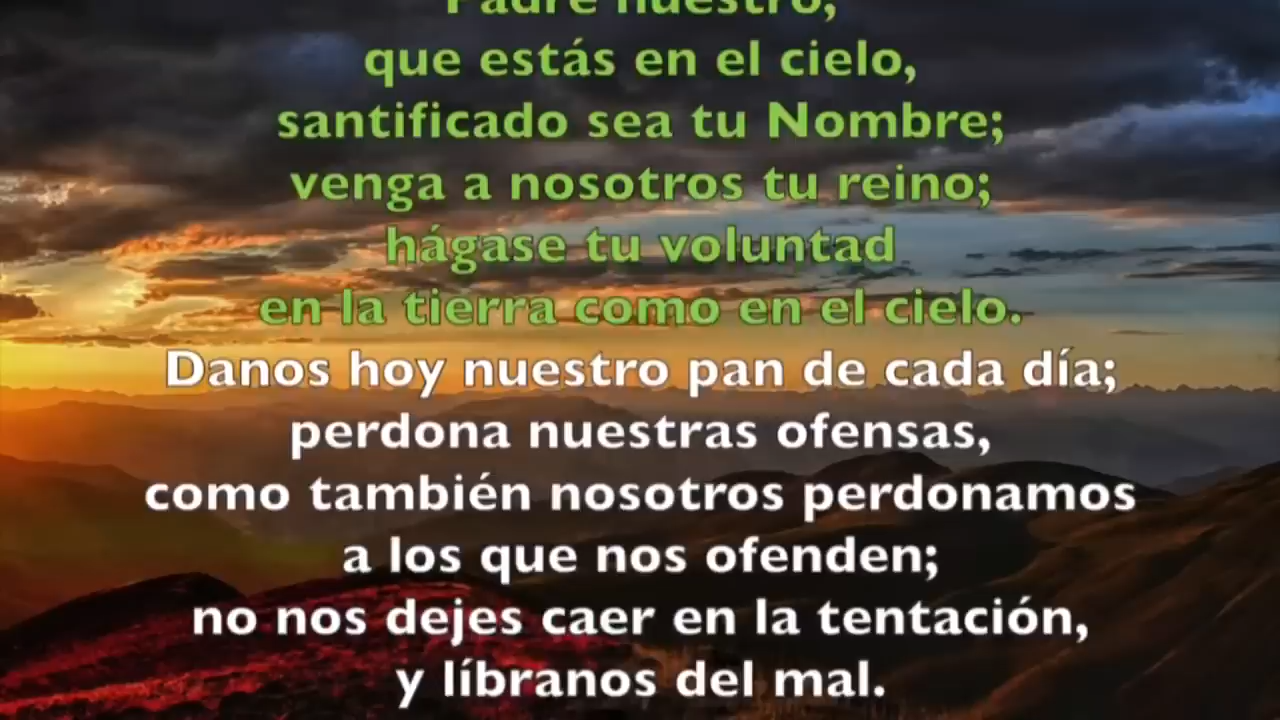 Padre nuestro,
que estás en el cielo,
santificado sea tu Nombre;
venga a nosotros tu reino;
hágase tu voluntad
en la tierra como en el cielo.
Danos hoy nuestro pan de cada día;
perdona nuestras ofensas,
como también nosotros perdonamos
a los que nos ofenden;
no nos dejes caer en la tentación,
y líbranos del mal.